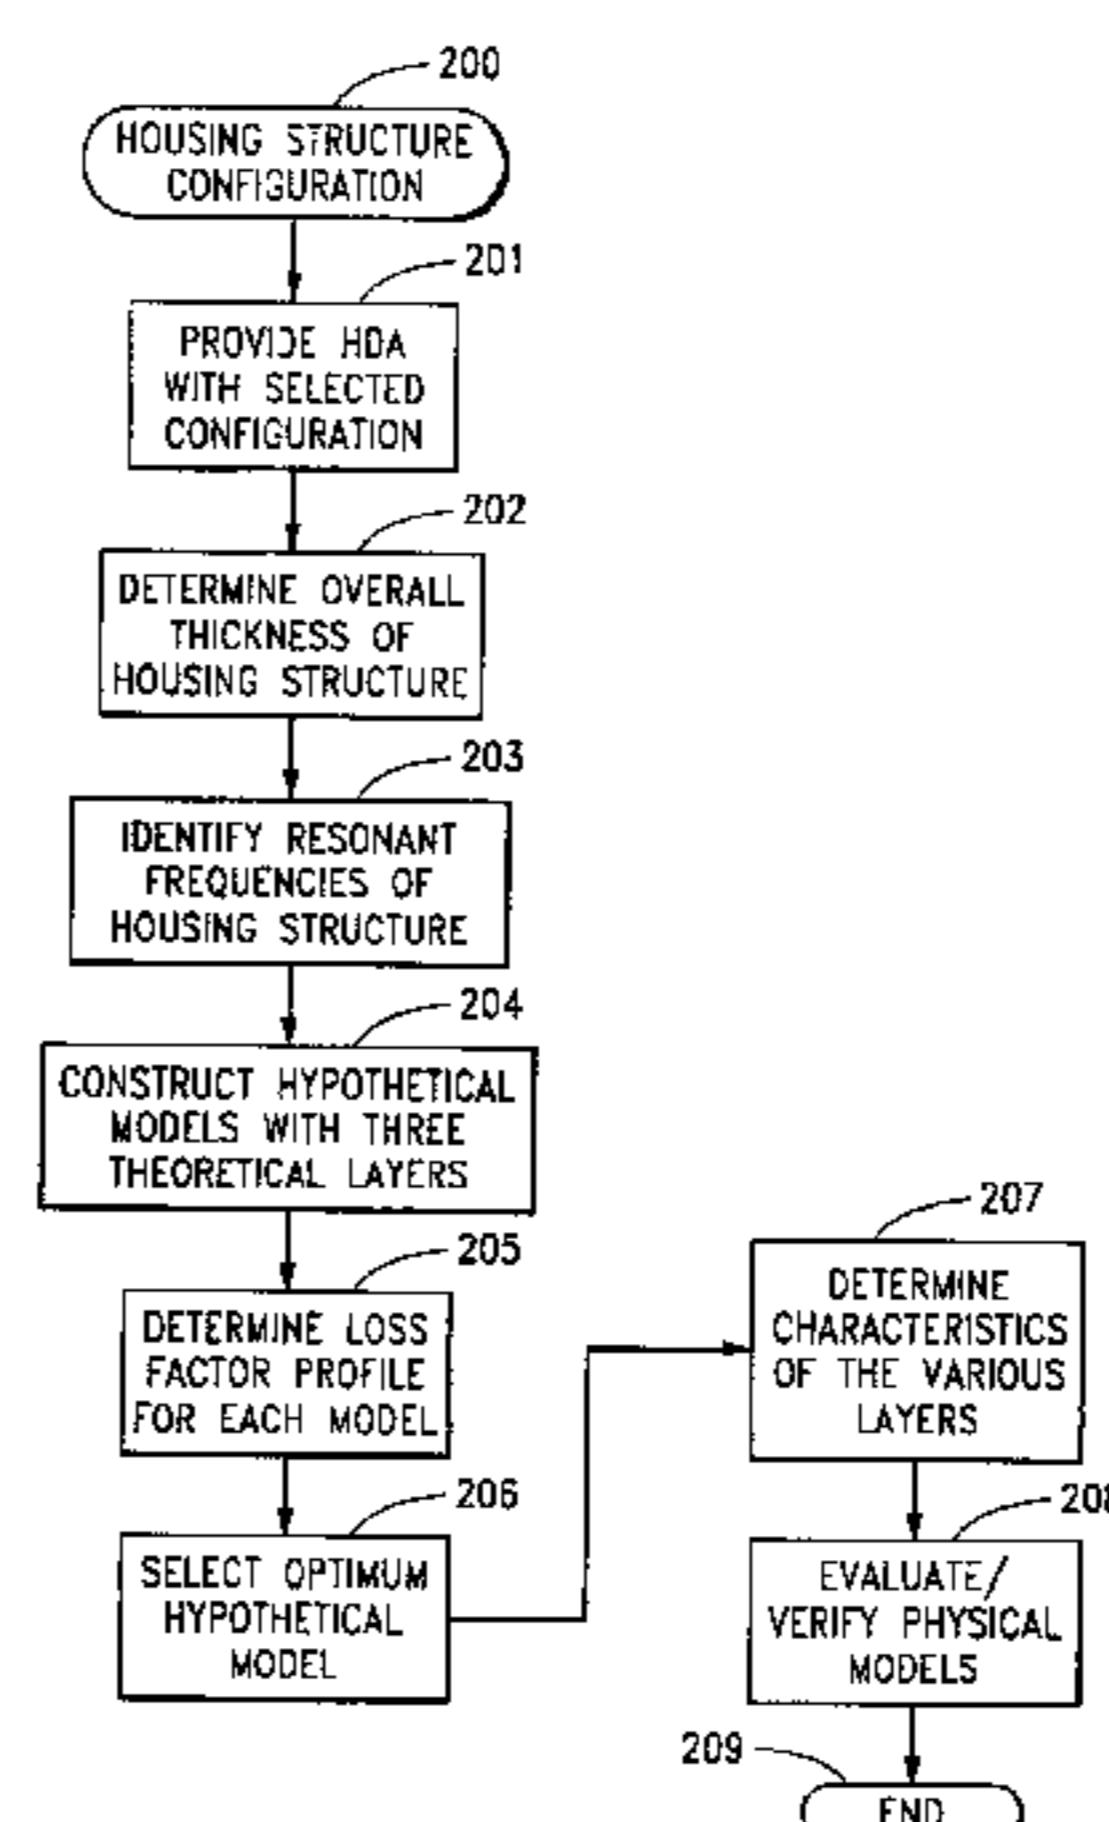 200
HOUSING STRUCTURE
CONFIGURATION
201
PROVIDE HDA
WITH SELECTED
CONFIGURATION
202
DETERMINE OVERALL
THICKNESS OF
HOUSING STRUCTURE
203
IDENTIFY RESONANT
FREQUENCIES OF
HOUSING STRUCTURE
204
CONSTRUCT HYPOTHETICAL
MODELS WITH THREE
THEORETICAL LAYERS
205
DETERMINE LOSS
FACTOR PROFILE
FOR EACH MODEL
206
SELECT OPTIMUM
HYPOTHETICAL
MODEL
207
DETERMINE
CHARACTERISTICS
OF THE VARIOUS
LAYERS
208
EVALUATE/
VERIFY PHYSICAL
MODELS
209
END